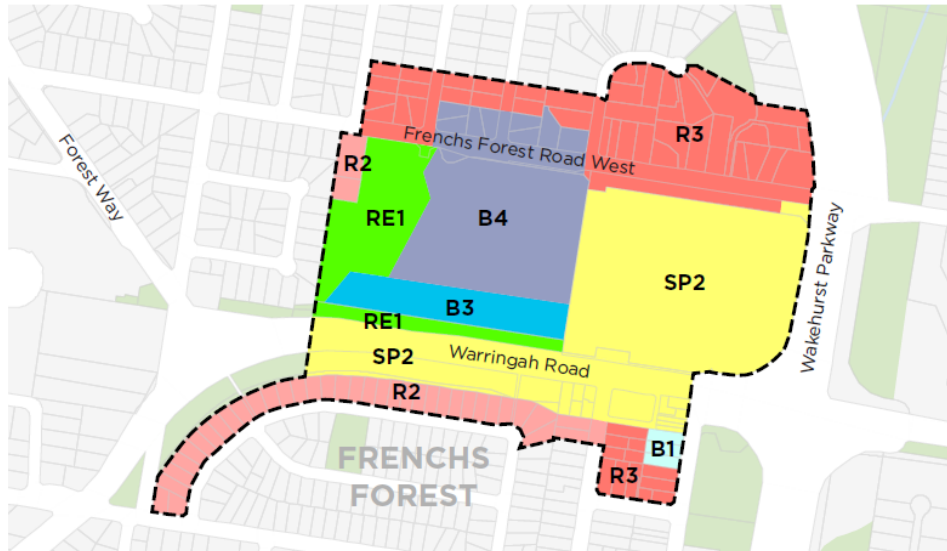 R3
Frenchs Forest Road West
Forest Way
R2
RE1
B4
Wakehurst Parkway
SP2
B3
RE1
SP2
Warringah Road
R2
B1
FRENCHS
FOREST
R3